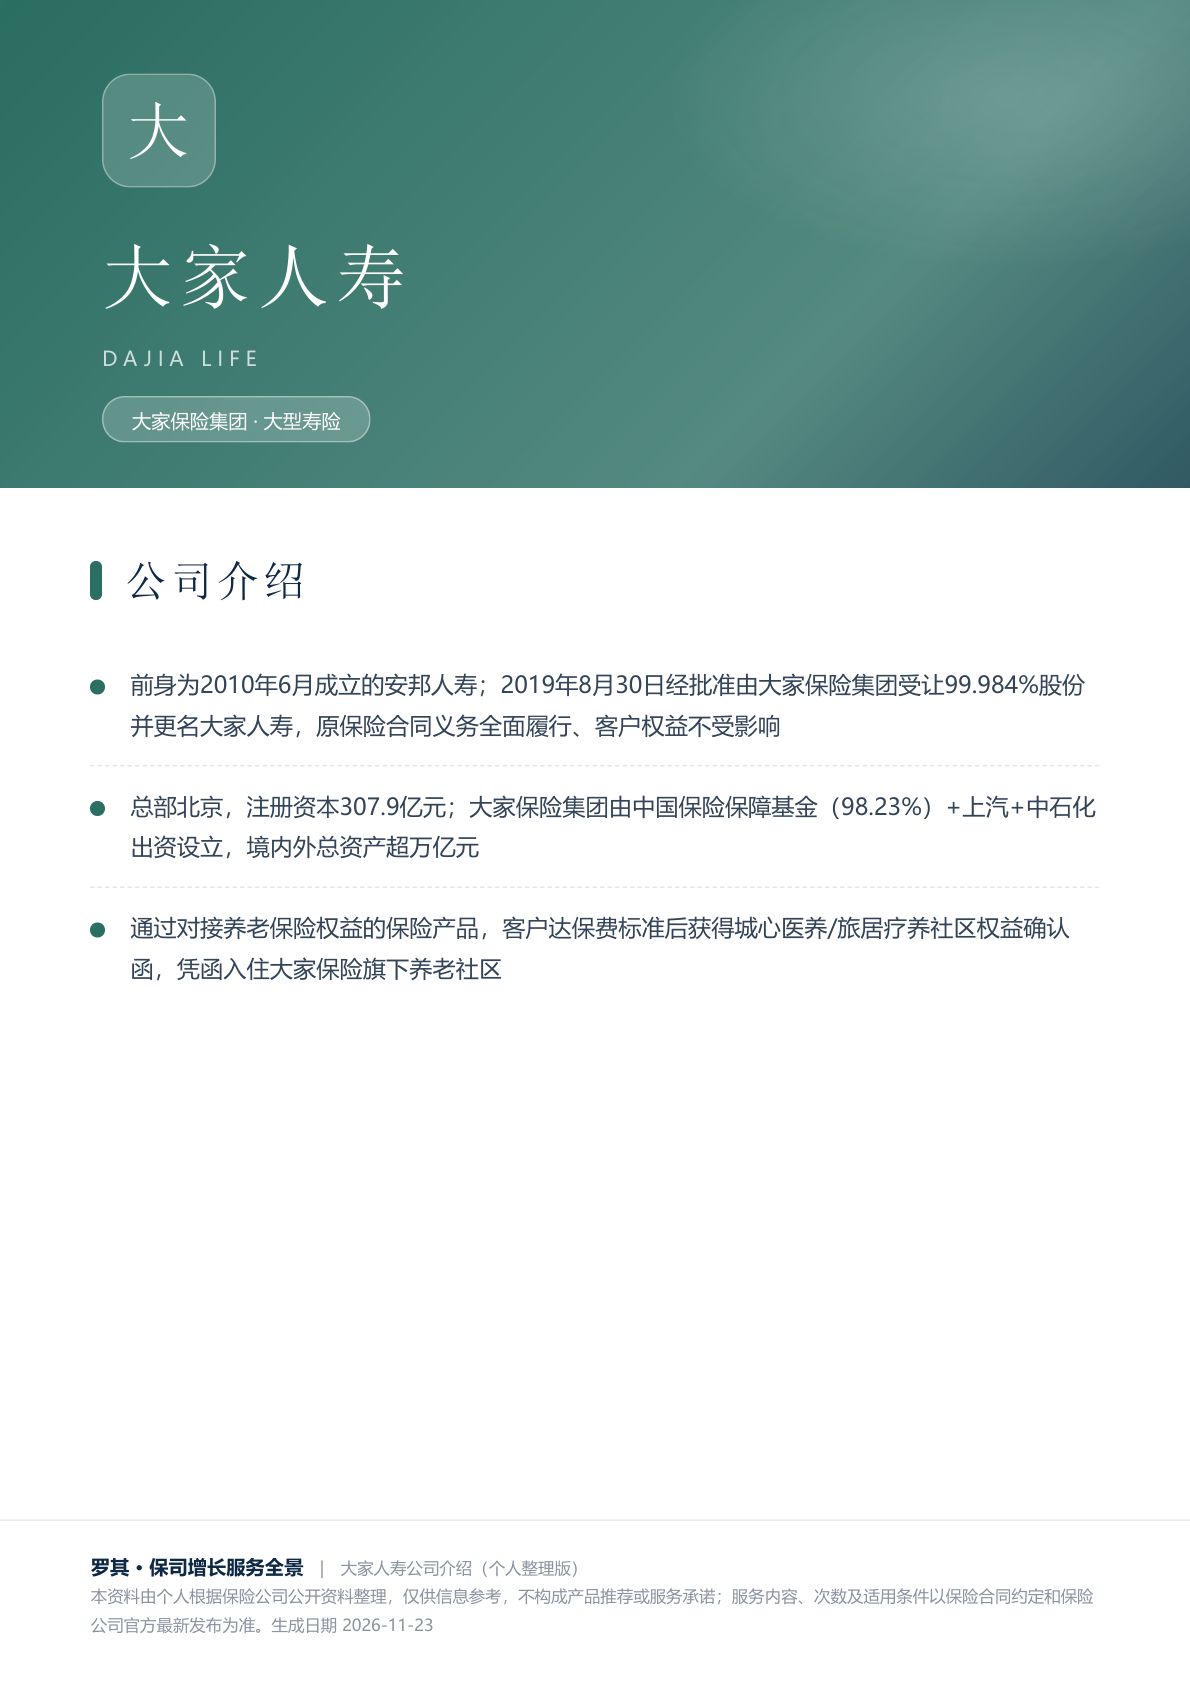 大
大家人寿
DAJIA LIFE
大家保险集团 · 大型寿险
公司介绍
前身为2010年6月成立的安邦人寿；2019年8月30日经批准由大家保险集团受让99.984%股份
并更名大家人寿，原保险合同义务全面履行、客户权益不受影响
总部北京，注册资本307.9亿元；大家保险集团由中国保险保障基金（98.23%）+上汽+中石化
出资设立，境内外总资产超万亿元
通过对接养老保险权益的保险产品，客户达保费标准后获得城心医养/旅居疗养社区权益确认
函，凭函入住大家保险旗下养老社区
罗其 • 保司增长服务全景 | 大家人寿公司介绍（个人整理版）
本资料由个人根据保险公司公开资料整理，仅供信息参考，不构成产品推荐或服务承诺；服务内容、次数及适用条件以保险合同约定和保险
公司官方最新发布为准。生成日期 2026-11-23